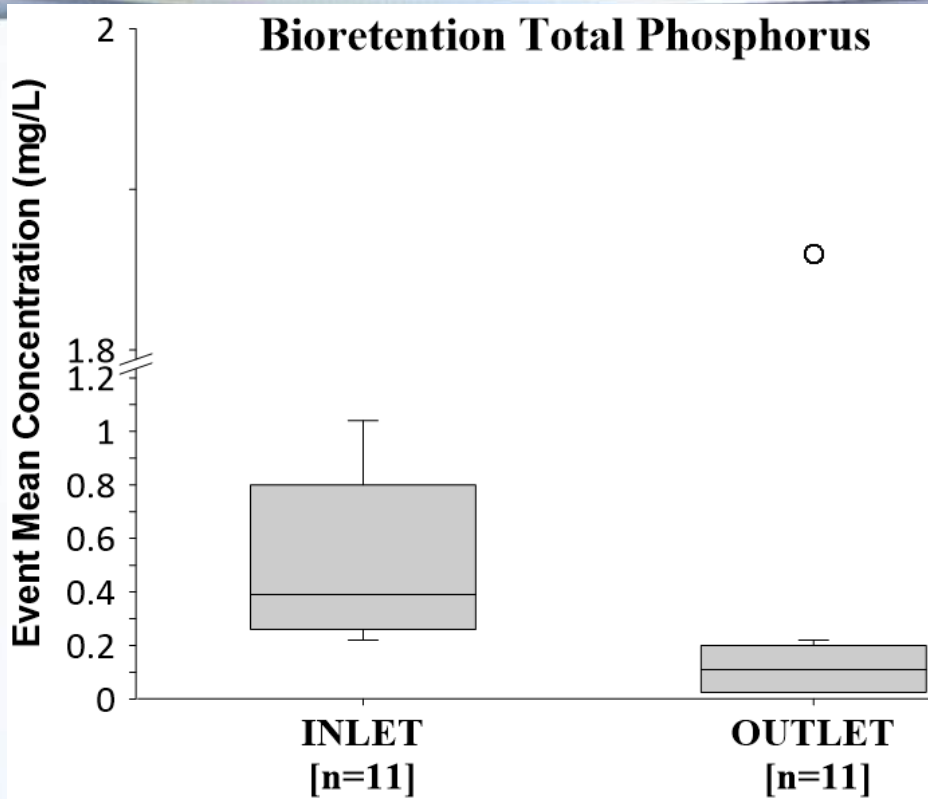 Bioretention Total Phosphorus
Event Mean Concentration (mg/L)
2
1.8
1.2
1
0.8
0.6
0.4
0.2
0
INLET
[n=11]
OUTLET
[n=11]